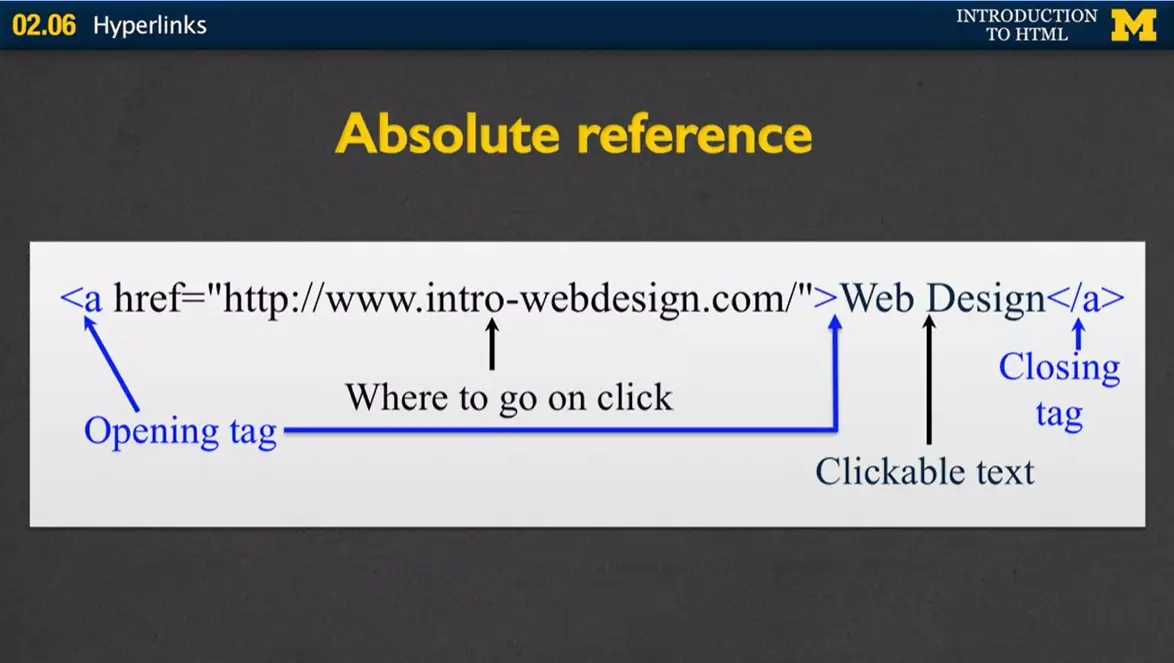 02.06 Hyperlinks
INTRODUCTION
TO HTML
M
Absolute reference
<a href="http://www.intro-webdesign.com/">Web Design</a>
Where to go on click
Opening tag
Closing
tag
Clickable text